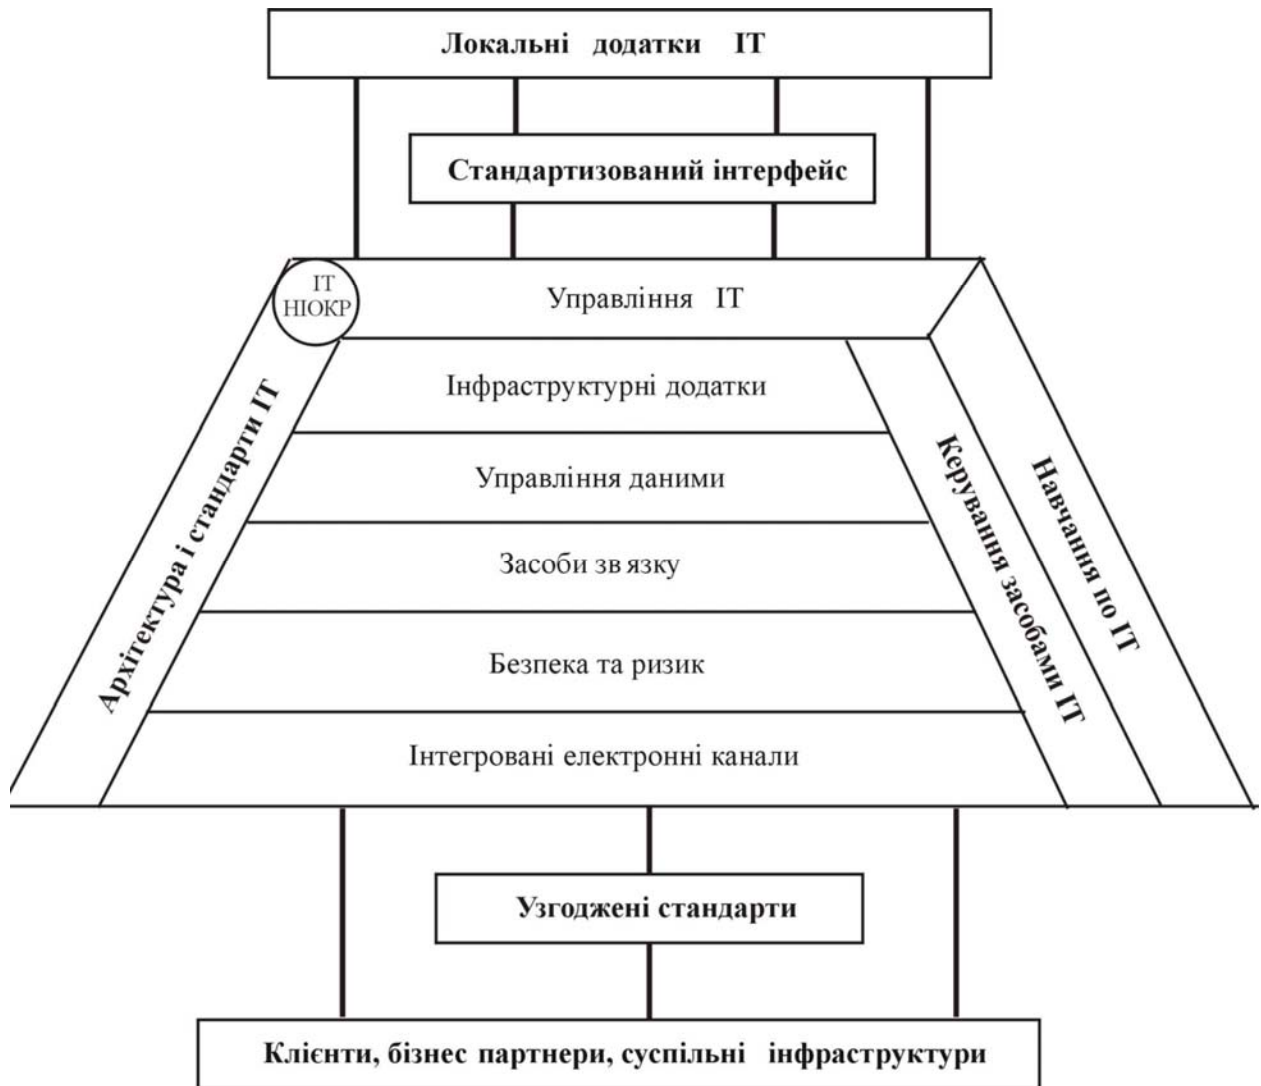 Локальні додатки ІТ
Стандартизований інтерфейс
ІТ
НІОКР
Управління ІТ
Інфраструктурні додатки
Управління даними
Засоби зв язку
Безпека та ризик
Інтегровані електронні канали
Архітектура і стандарти ІТ
Керування засобами ІТ
Навчання по ІТ
Узгоджені стандарти
Клієнти, бізнес партнери, суспільні інфраструктури